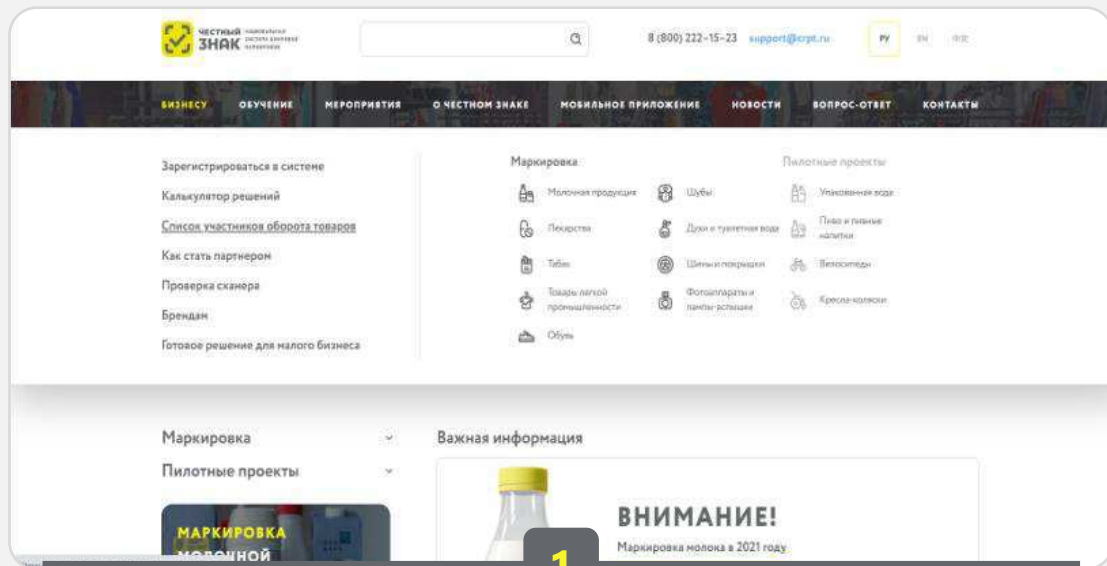 ЧЕСТНЫЙ
ЗНАК
НАЦИОНАЛЬНАЯ
СИСТЕМА ЦИФРОВОЙ
МАРКИРОВКИ
8 (800) 222-15-23 support@crpt.ru РУ EN
БИЗНЕСУ ОБУЧЕНИЕ МЕРОПРИЯТИЯ О ЧЕСТНОМ ЗНАКЕ МОБИЛЬНОЕ ПРИЛОЖЕНИЕ НОВОСТИ ВОПРОС-ОТВЕТ КОНТАКТЫ
Зарегистрироваться в системе
Калькулятор решений
Список участников оборота товаров
Как стать партнером
Проверка сканера
Брендам
Готовое решение для малого бизнеса
Маркировка
Молочная продукция
Лекарства
Табак
Товары легкой
промышленности
Обувь
Шубы
Духи и туалетная вода
Шины и покрышки
Фотоаппараты и
лампы-вспышки
Пилотные проекты
Упакованная вода
Пиво и пивные
напитки
Велосипеды
Кресла-коляски
Маркировка
Пилотные проекты
МАРКИРОВКА
МОЛОЧНОЙ
Важная информация
ВНИМАНИЕ!
Маркировка молока в 2021 году
1